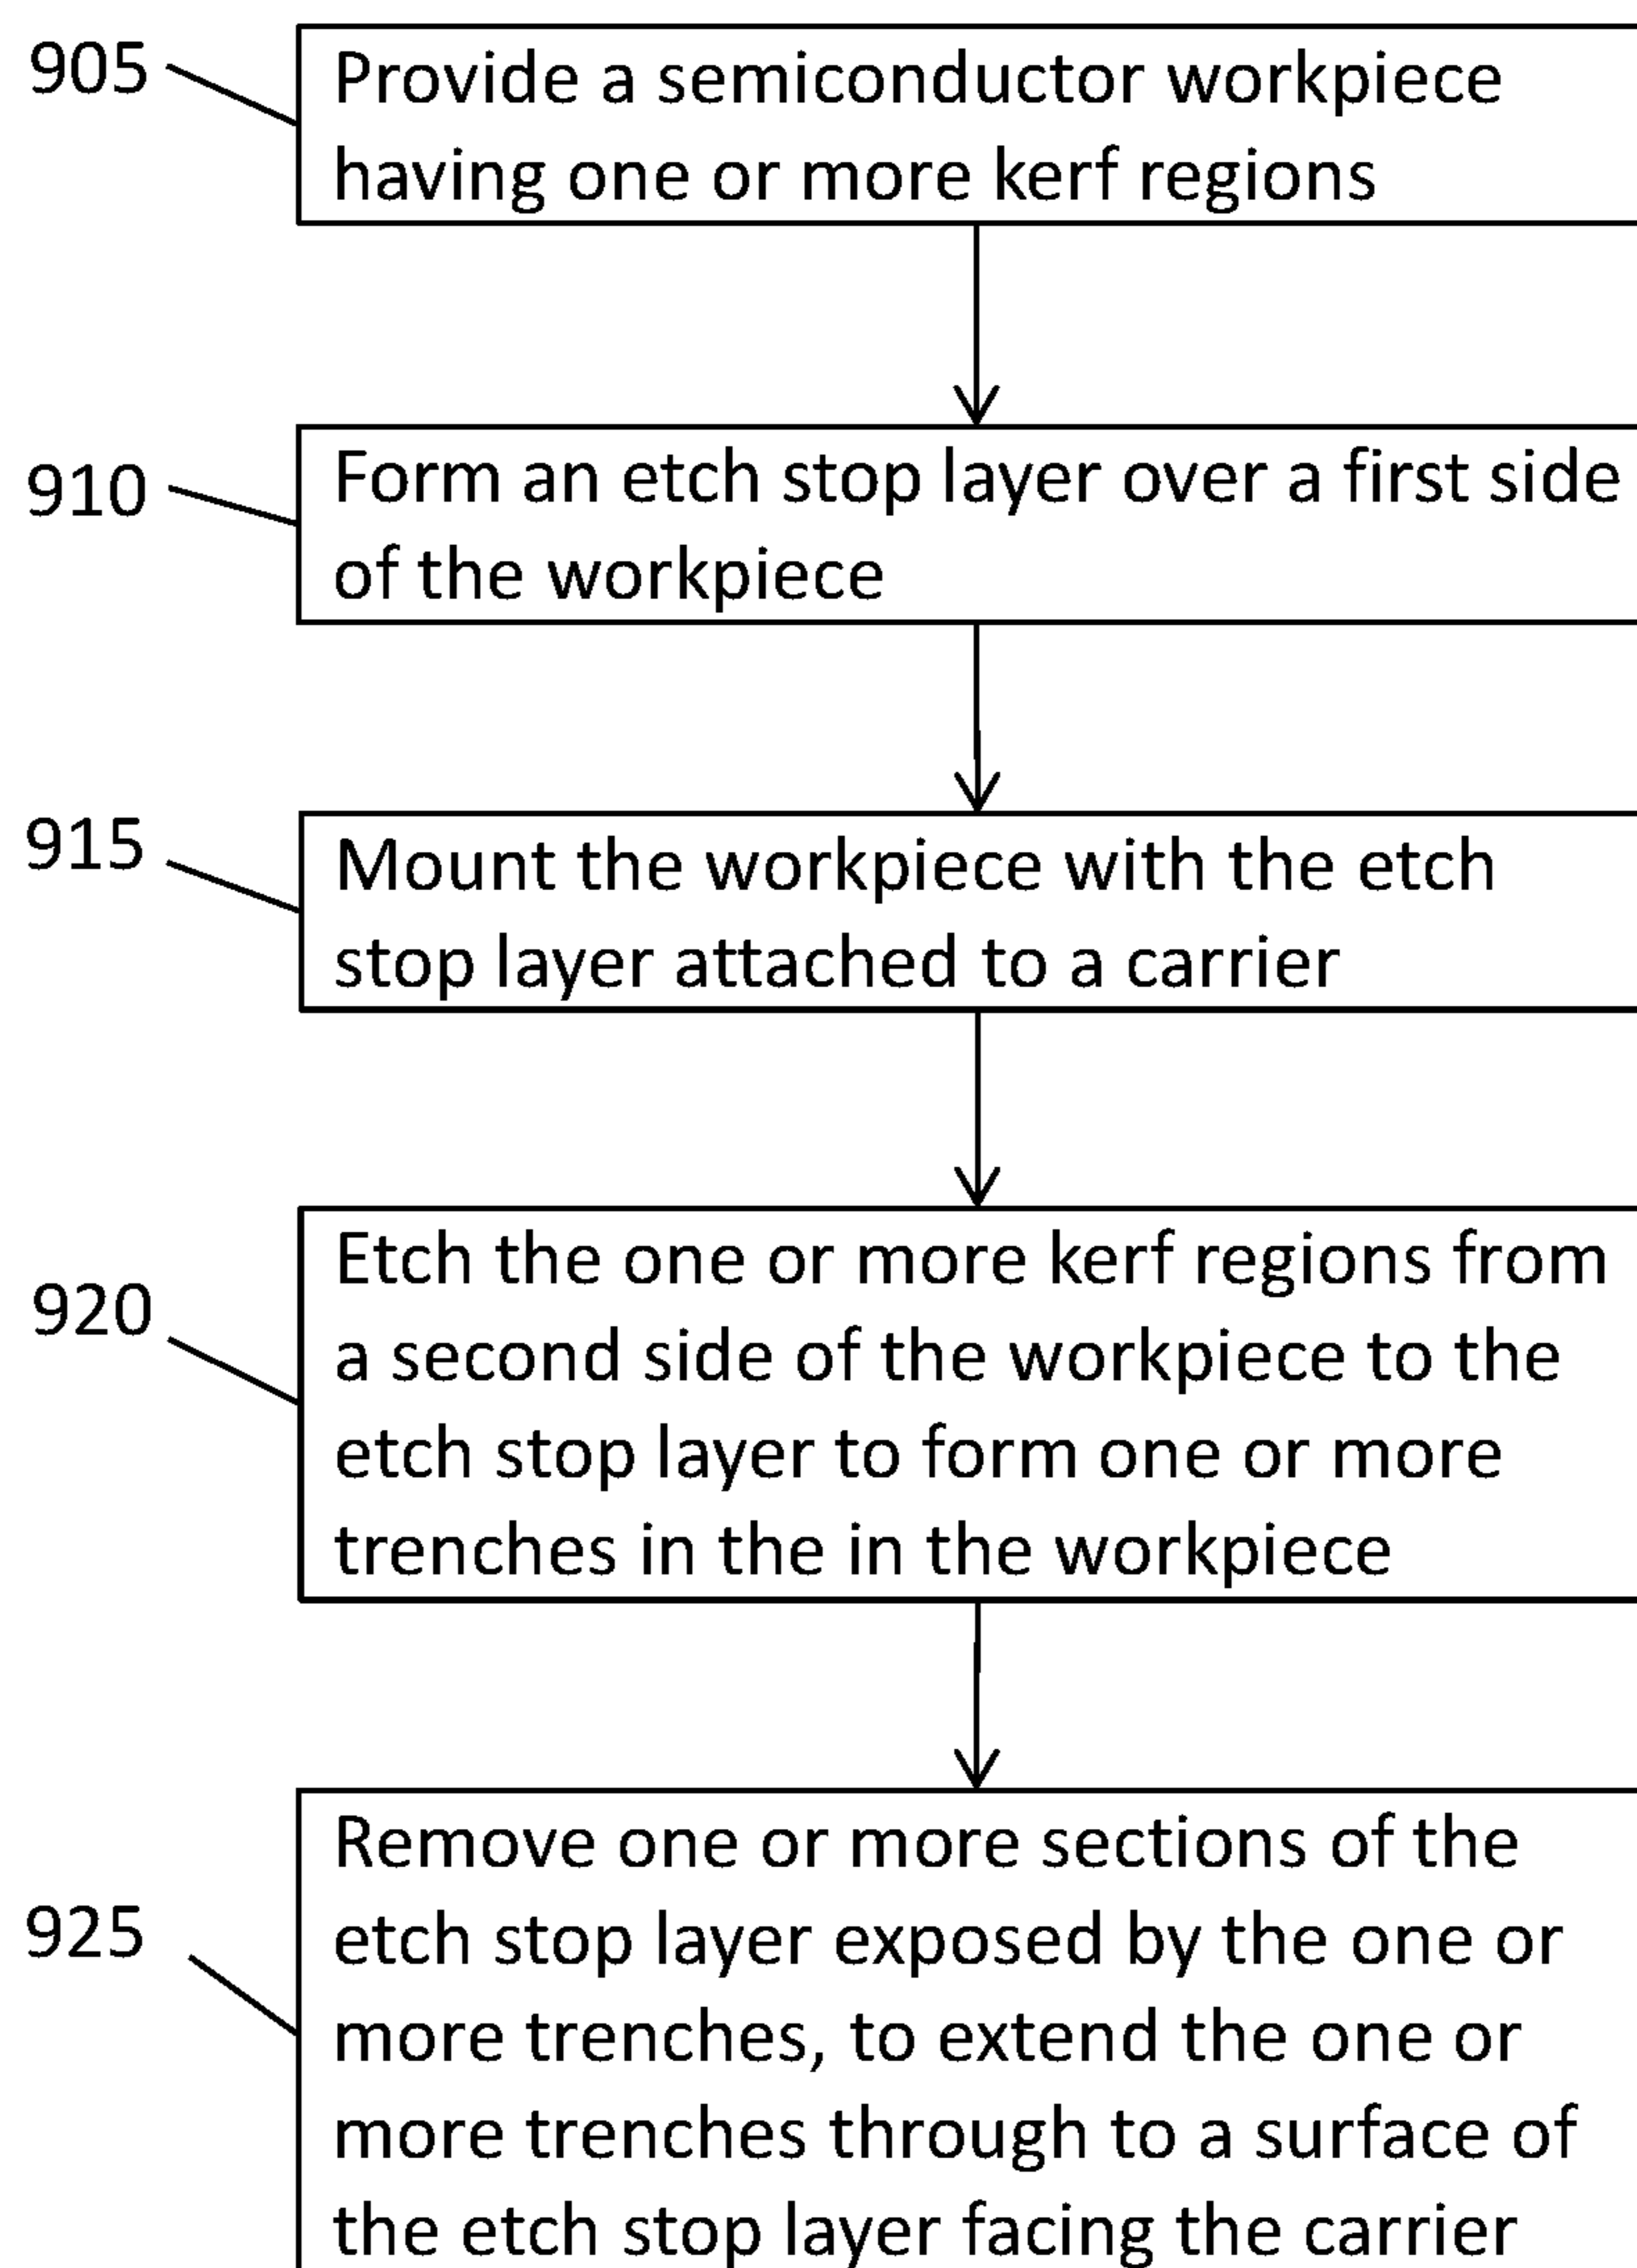 905
Provide a semiconductor workpiece
having one or more kerf regions
910
Form an etch stop layer over a first side
of the workpiece
915
Mount the workpiece with the etch
stop layer attached to a carrier
920
Etch the one or more kerf regions from
a second side of the workpiece to the
etch stop layer to form one or more
trenches in the in the workpiece
925
Remove one or more sections of the
etch stop layer exposed by the one or
more trenches, to extend the one or
more trenches through to a surface of
the etch stop layer facing the carrier